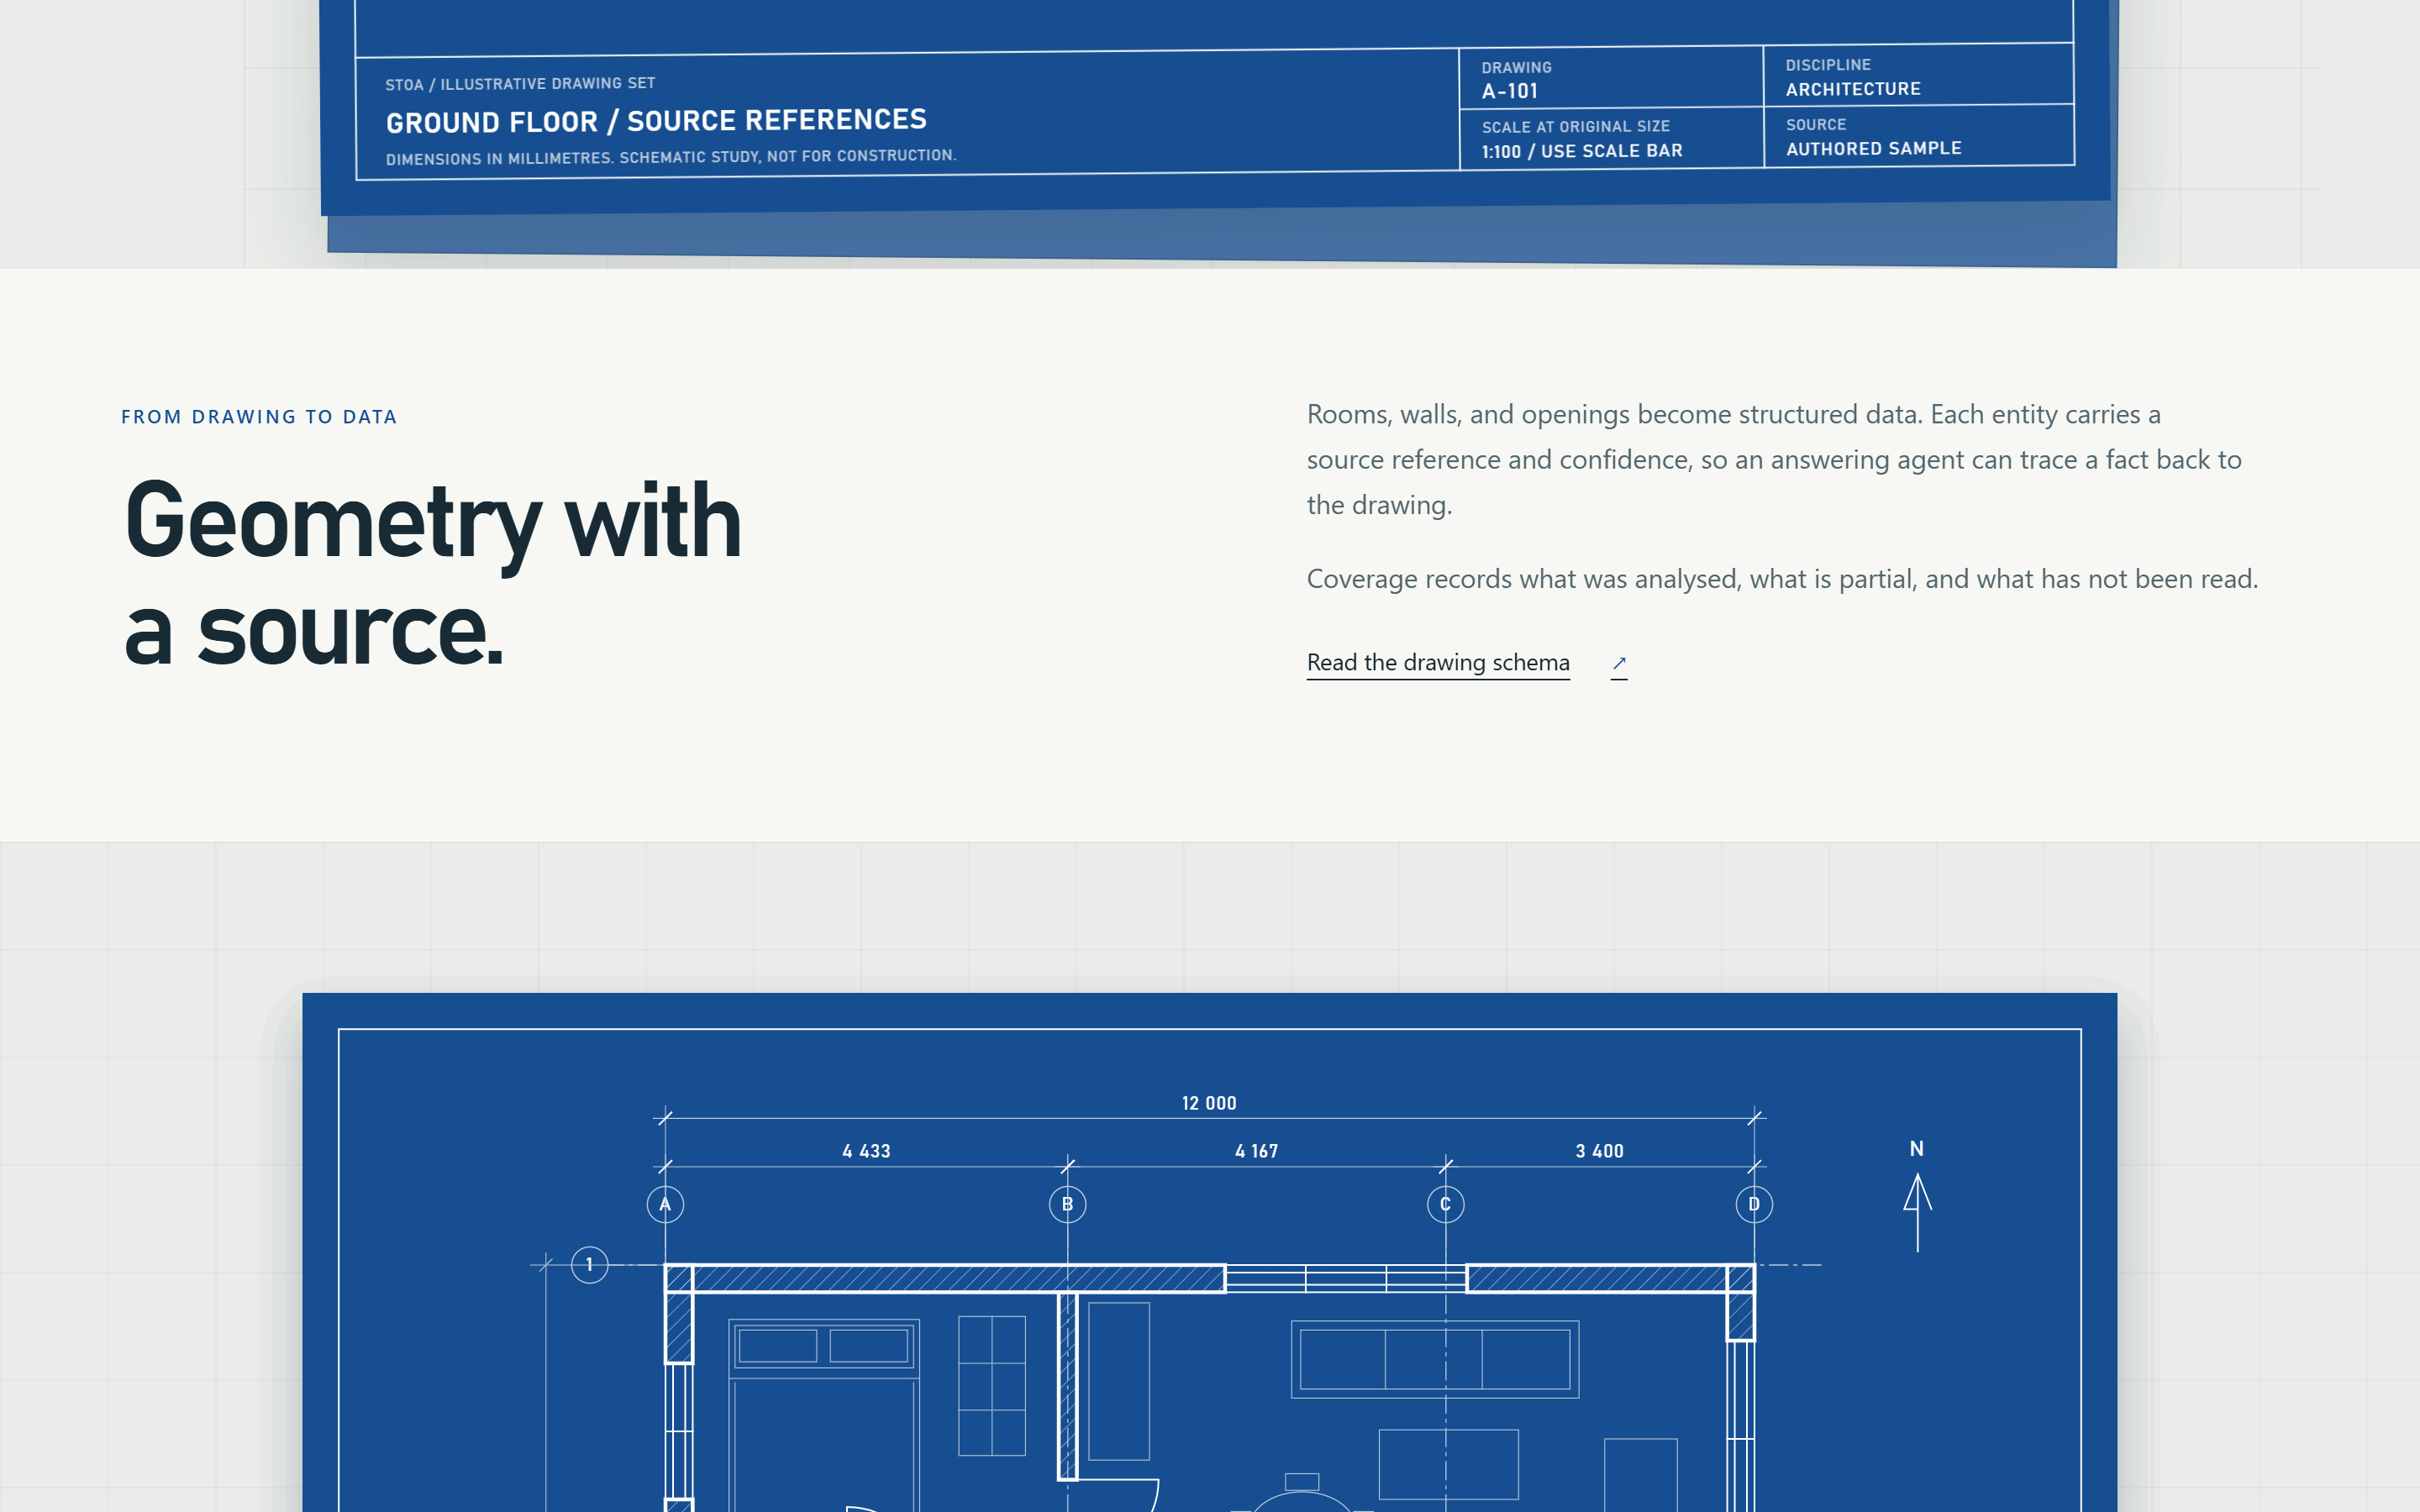 STOA / ILLUSTRATIVE DRAWING SET
GROUND FLOOR / SOURCE REFERENCES
DIMENSIONS IN MILLIMETRES. SCHEMATIC STUDY, NOT FOR CONSTRUCTION.
DRAWING
A-101
DISCIPLINE
ARCHITECTURE
SCALE AT ORIGINAL SIZE
1:100 / USE SCALE BAR
SOURCE
AUTHORED SAMPLE
FROM DRAWING TO DATA
Geometry with
a source.
Rooms, walls, and openings become structured data. Each entity carries a
source reference and confidence, so an answering agent can trace a fact back to
the drawing.
Coverage records what was analysed, what is partial, and what has not been read.
Read the drawing schema ↗
12 000
4 433
4 167
3 400
N
A
B
C
D
1